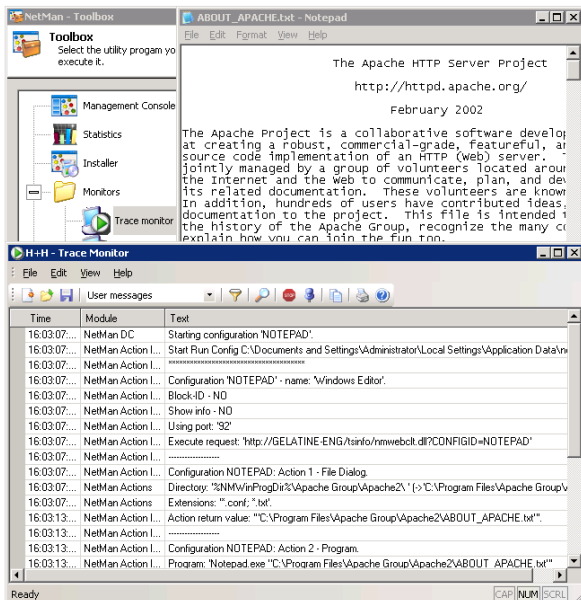 NetMan - Toolbox
Toolbox
Select the utility progam yo
execute it.
Management Console
Statistics
Installer
Monitors
Trace monitor
ABOUT_APACHE.txt - Notepad
File Edit Format View Help
The Apache HTTP Server Project
http://httpd.apache.org/
February 2002
The Apache Project is a collaborative software develop
at creating a robust, commercial-grade, featureful, an
source code implementation of an HTTP (Web) server.
jointly managed by a group of volunteers located aroun
the Internet and the Web to communicate, plan, and dev
its related documentation. These volunteers are known
In addition, hundreds of users have contributed ideas,
documentation to the project. This file is intended t
the history of the Apache Group, recognize the many co
explain how you can join the fun too.
H+H - Trace Monitor
File Edit View Help
User messages
Time Module Text
16:03:07:... NetMan DC Starting configuration 'NOTEPAD'.
16:03:07:... NetMan Action I... Start Run Config C:\Documents and Settings\Administrator\Local Settings\Application Data\n
16:03:07:... NetMan Action I...
16:03:07:... NetMan Action I... Configuration 'NOTEPAD' - name: 'Windows Editor'.
16:03:07:... NetMan Action I... Block-ID - NO
16:03:07:... NetMan Action I... Show info - NO
16:03:07:... NetMan Action I... Using port: '92'
16:03:07:... NetMan Action I... Execute request: 'http://GELATINE-ENG/tsinfo/nmwebclt.dll?CONFIGID=NOTEPAD'
16:03:07:... NetMan Action I... -------------------
16:03:07:... NetMan Action I... Configuration NOTEPAD: Action 1 - File Dialog.
16:03:07:... NetMan Actions Directory: '%NMWinProgDir%\Apache Group\Apache2\ ' (->'C:\Program Files\Apache Group\
16:03:07:... NetMan Actions Extensions: '*.conf; *.txt'.
16:03:13:... NetMan Action I... Action return value: '"C:\Program Files\Apache Group\Apache2\ABOUT_APACHE.txt"'.
16:03:13:... NetMan Action I... -------------------
16:03:13:... NetMan Action I... Configuration NOTEPAD: Action 2 - Program.
16:03:13:... NetMan Action I... Program: 'Notepad.exe "C:\Program Files\Apache Group\Apache2\ABOUT_APACHE.txt"'
Ready CAP NUM SCRL